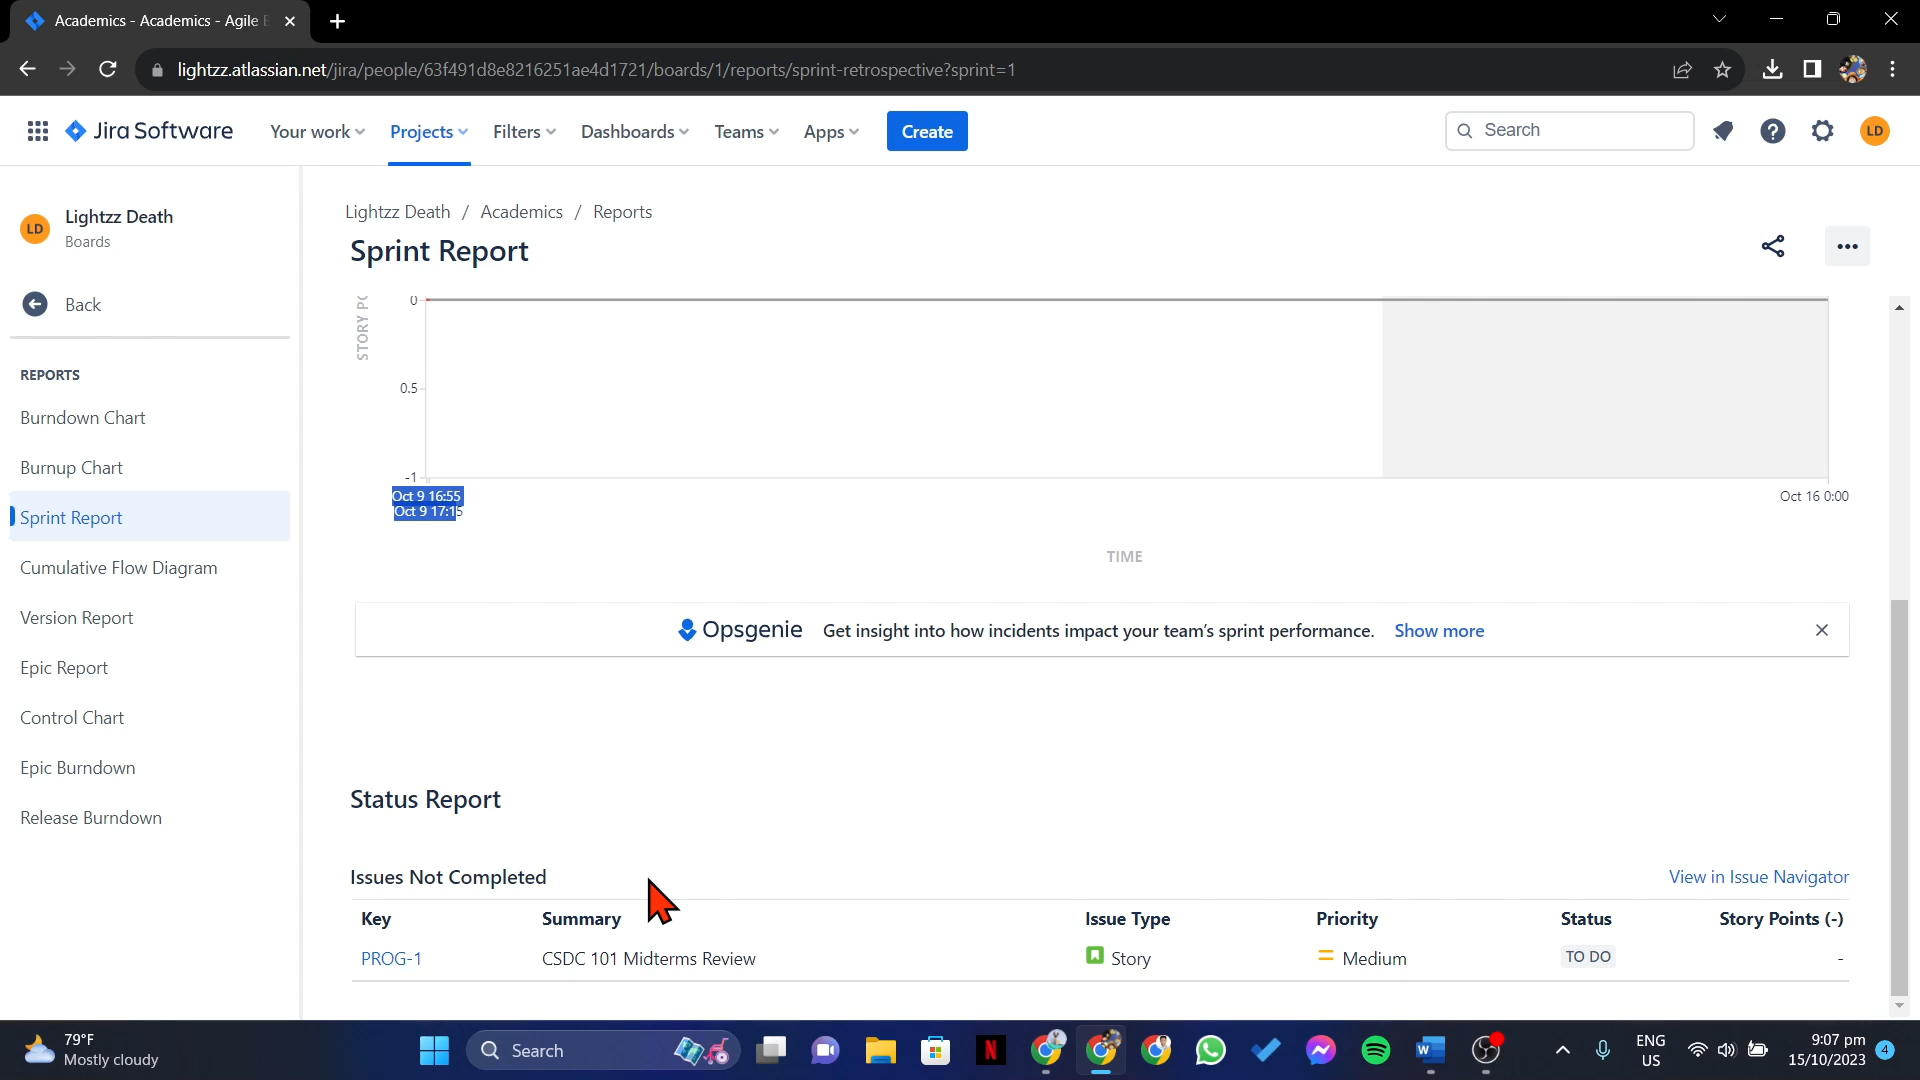 Academics - Academics - Agile
lightzz.atlassian.net/jira/people/63f491d8e8216251ae4d1721/boards/1/reports/sprint-retrospective?sprint=1
Jira Software
Your work
Projects
Filters
Dashboards
Teams
Apps
Create
Search
LD
LD
Lightzz Death
Boards
Back
REPORTS
Burndown Chart
Burnup Chart
Sprint Report
Cumulative Flow Diagram
Version Report
Epic Report
Control Chart
Epic Burndown
Release Burndown
Lightzz Death / Academics / Reports
Sprint Report
STORY
0
0.5
-1
Oct 9 16:55
Oct 9 17:15
Oct 16 0:00
TIME
Opsgenie Get insight into how incidents impact your team's sprint performance. Show more
Status Report
Issues Not Completed
View in Issue Navigator
Key Summary Issue Type Priority Status Story Points (-)
PROG-1 CSDC 101 Midterms Review Story Medium TO DO -
79°F
Mostly cloudy
Search
ENG
US
9:07 pm
15/10/2023
4